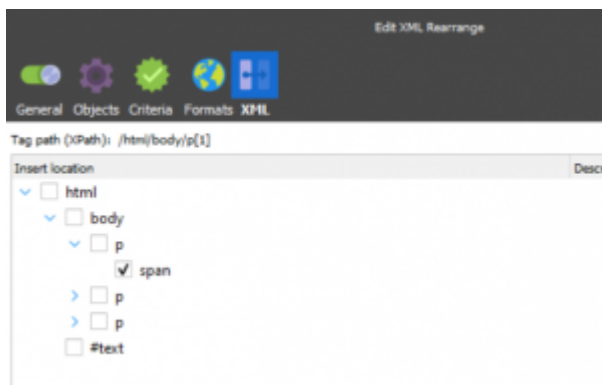 Edit XML Rearrange
General Objects Criteria Formats XML
Tag path (XPath): /html/body/p[1]
Insert location Descr
html
body
p
span
p
p
#text